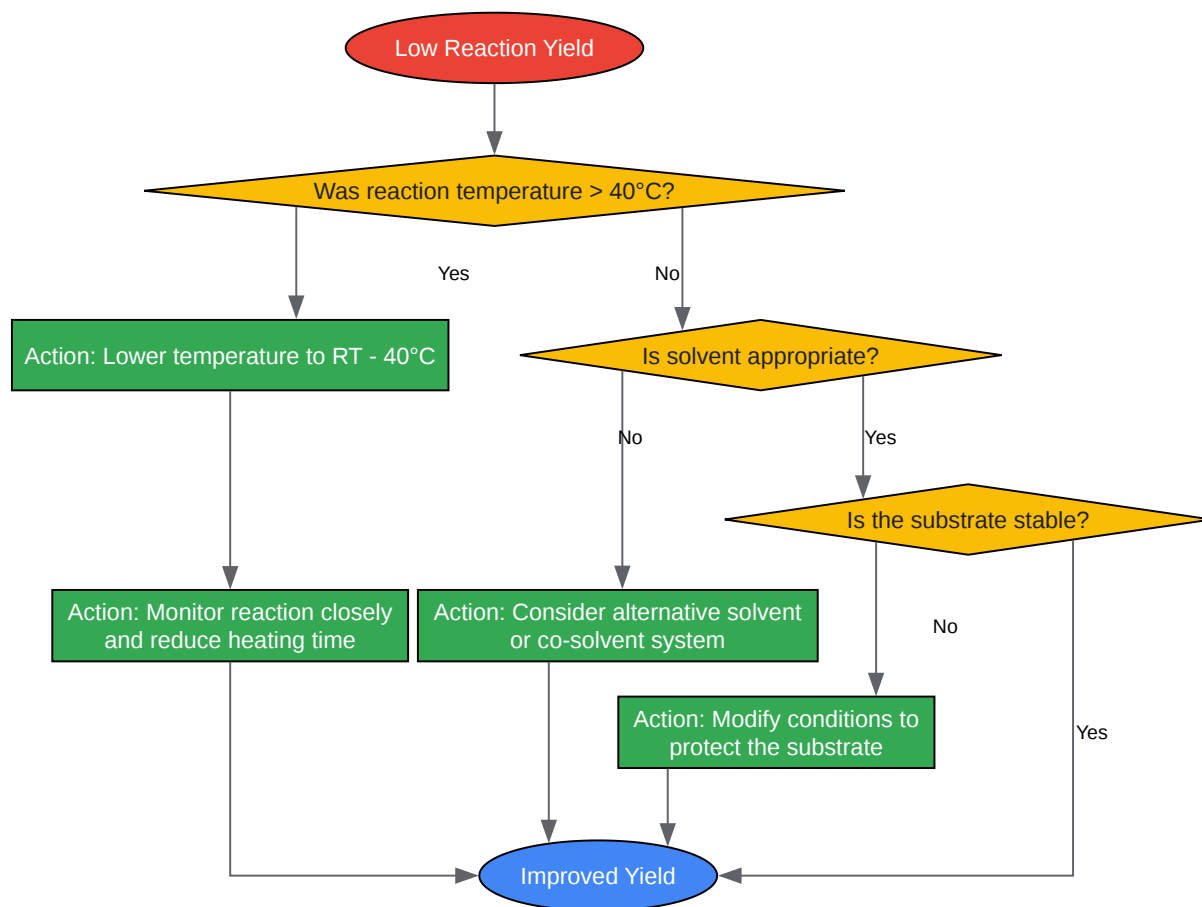 Low Reaction Yield
Was reaction temperature > 40°C?
Yes
No
Action: Lower temperature to RT - 40°C
Is solvent appropriate?
No
Yes
Is the substrate stable?
Action: Monitor reaction closely
and reduce heating time
Action: Consider alternative solvent
or co-solvent system
No
Action: Modify conditions to
protect the substrate
Yes
Improved Yield